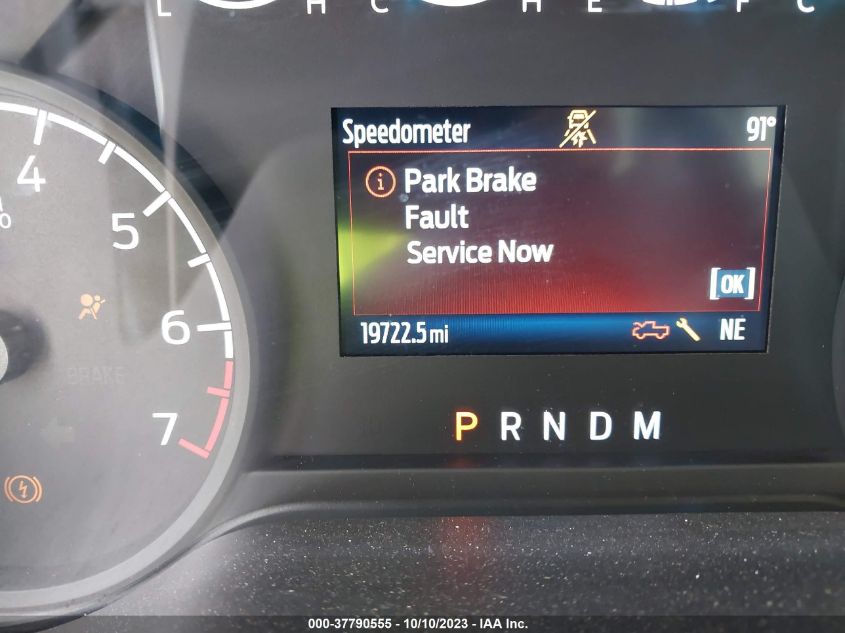 L H C H E F C
Speedometer 91°
Park Brake
Fault
Service Now
[OK]
19722.5 mi NE
4
5
6
7
BRAKE
P R N D M
000-37790555 - 10/10/2023 - IAA Inc.